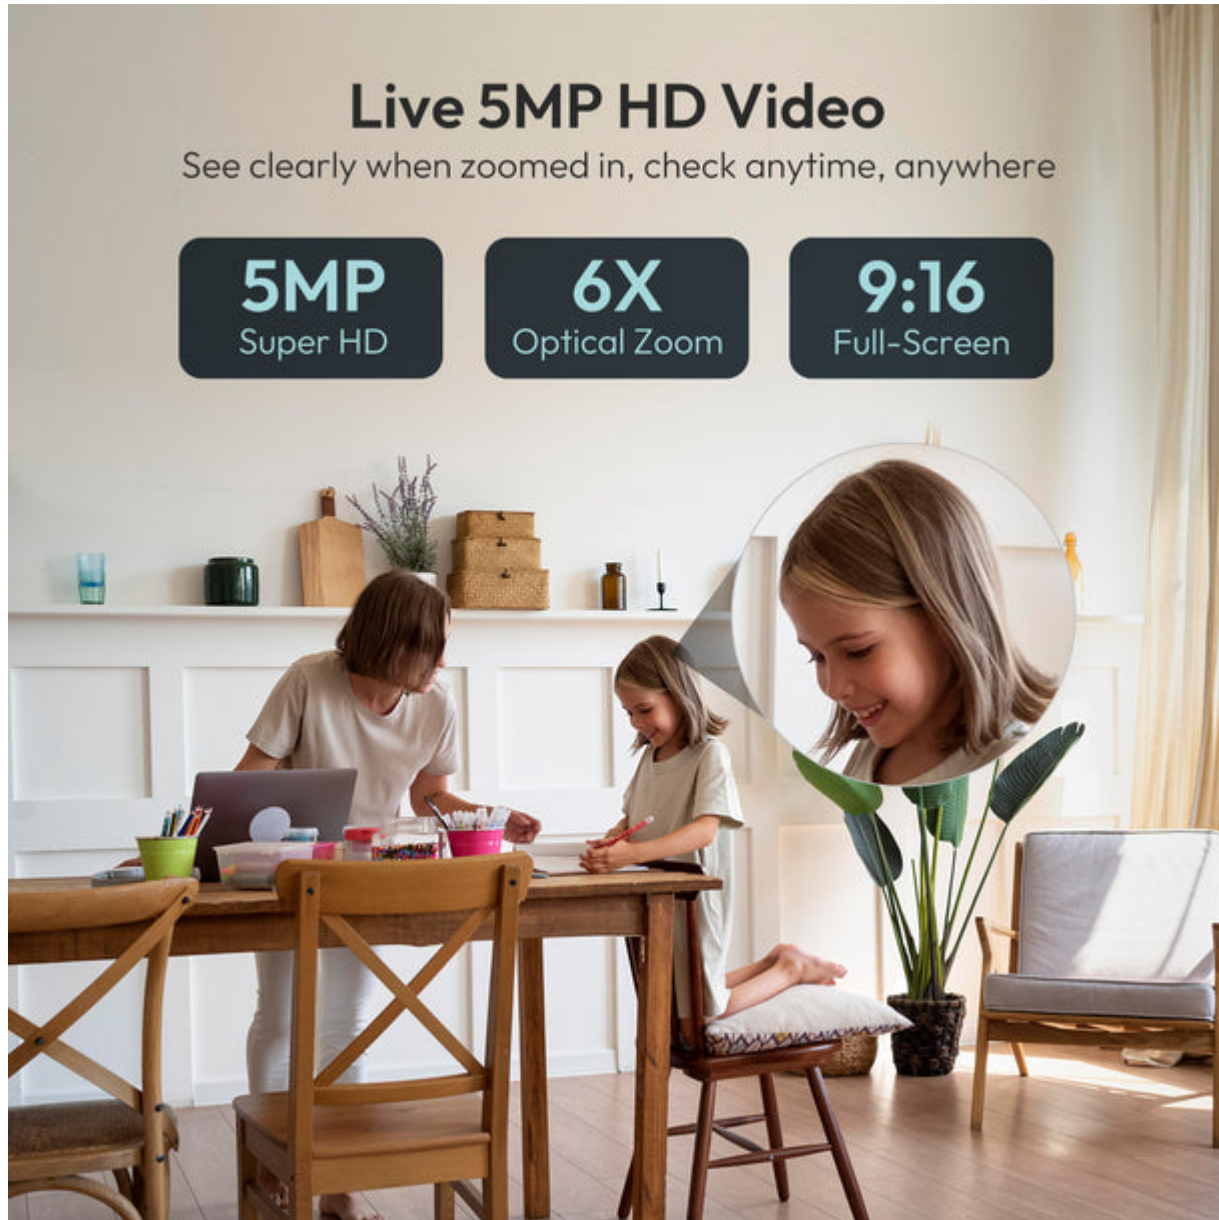 Live 5MP HD Video
See clearly when zoomed in, check anytime, anywhere
5MP
Super HD
6X
Optical Zoom
9:16
Full-Screen